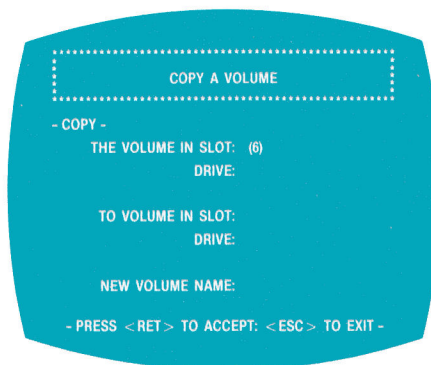 COPY A VOLUME
- COPY -
THE VOLUME IN SLOT: (6)
DRIVE:
TO VOLUME IN SLOT:
DRIVE:
NEW VOLUME NAME:
- PRESS <RET> TO ACCEPT: <ESC> TO EXIT -